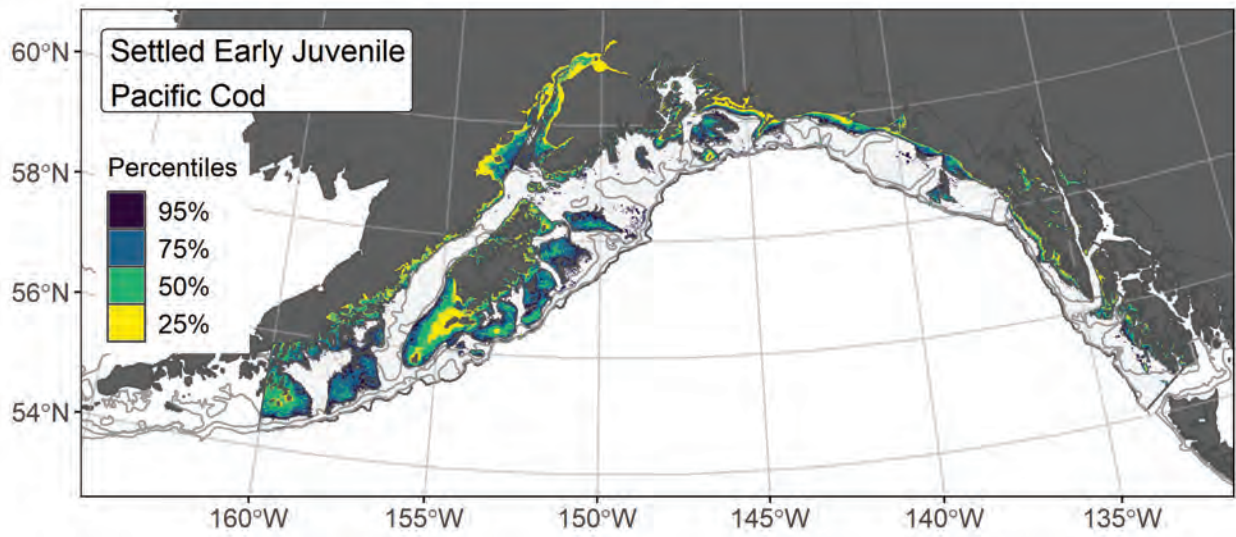 Settled Early Juvenile
Pacific Cod
Percentiles
95%
75%
50%
25%
60°N
58°N
56°N
54°N
160°W
155°W
150°W
145°W
140°W
135°W